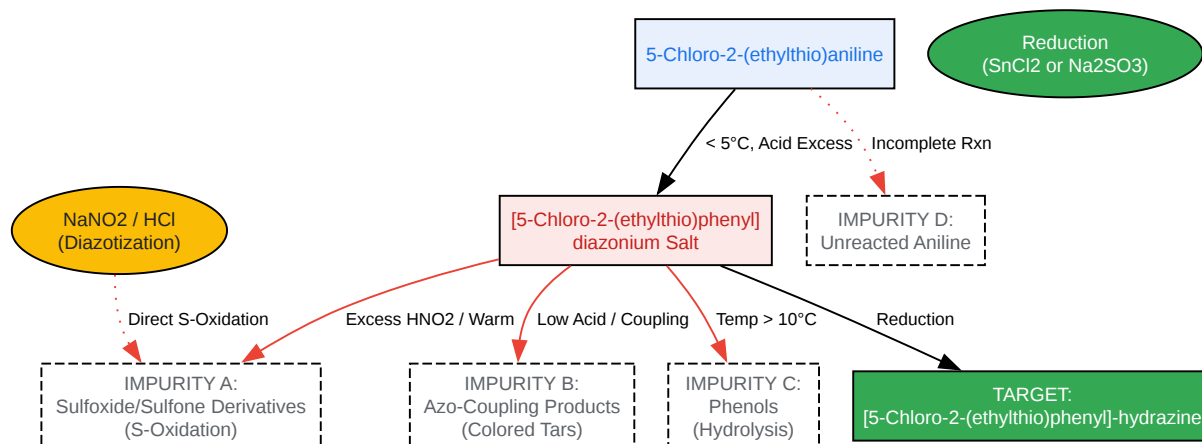 5-Chloro-2-(ethylthio)aniline
Reduction
(SnCl2 or Na2SO3)
< 5°C, Acid Excess
Incomplete Rxn
NaNO2 / HCl
(Diazotization)
[5-Chloro-2-(ethylthio)phenyl]
diazonium Salt
IMPURITY D:
Unreacted Aniline
Direct S-Oxidation
Excess HNO2 / Warm
Low Acid / Coupling
Temp > 10°C
Reduction
IMPURITY A:
Sulfoxide/Sulfone Derivatives
(S-Oxidation)
IMPURITY B:
Azo-Coupling Products
(Colored Tars)
IMPURITY C:
Phenols
(Hydrolysis)
TARGET:
[5-Chloro-2-(ethylthio)phenyl]-hydrazine